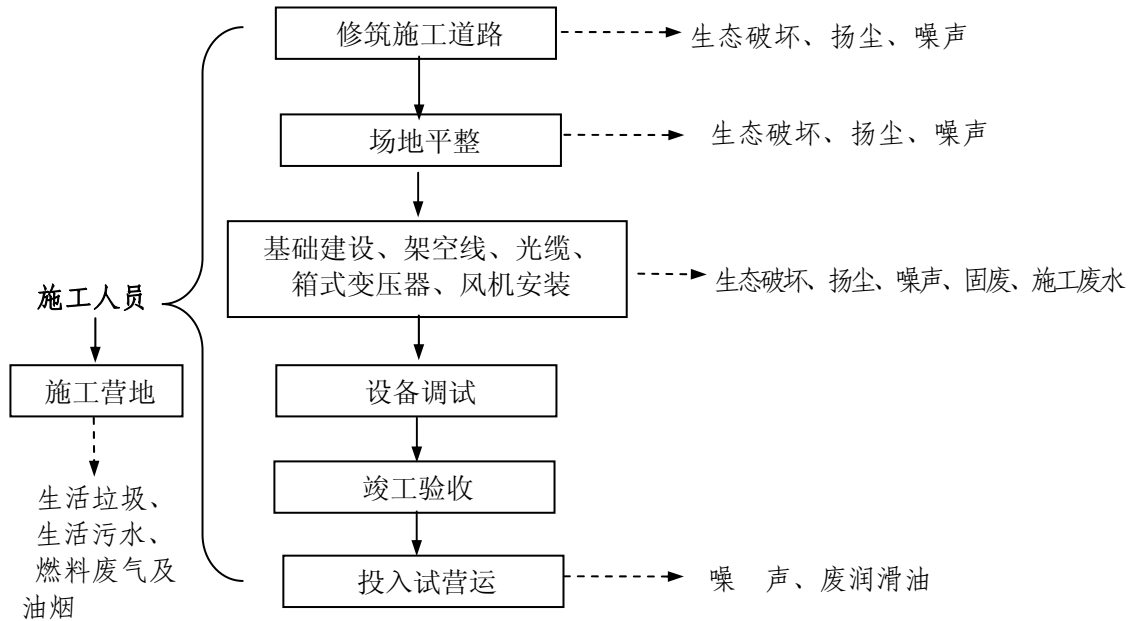 修筑施工道路
生态破坏、扬尘、噪声
场地平整
生态破坏、扬尘、噪声
基础建设、架空线、光缆、
箱式变压器、风机安装
生态破坏、扬尘、噪声、固废、施工废水
施工人员
施工营地
设备调试
竣工验收
生活垃圾、
生活污水、
燃料废气及
油烟
投入试营运
噪 声、废润滑油